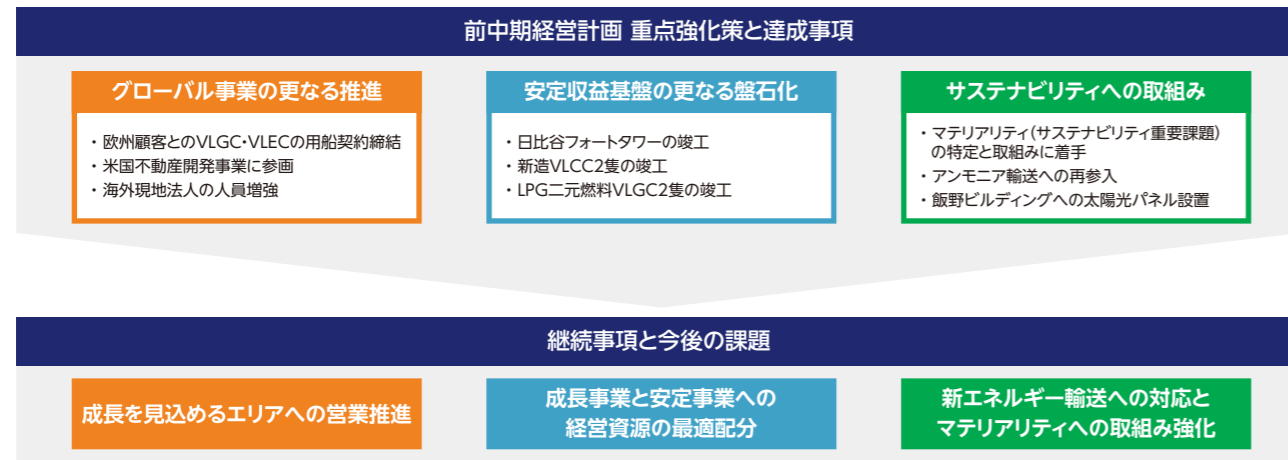 前中期経営計画 重点強化策と達成事項
グローバル事業の更なる推進
・欧州顧客とのVLGC・VLECの用船契約締結
・米国不動産開発事業に参画
・海外現地法人の人員増強
安定収益基盤の更なる盤石化
・日比谷フォートタワーの竣工
・新造VLCC2隻の竣工
・LPG二元燃料VLGC2隻の竣工
サステナビリティへの取組み
・マテリアリティ(サステナビリティ重要課題)
の特定と取組みに着手
・アンモニア輸送への再参入
・飯野ビルディングへの太陽光パネル設置
継続事項と今後の課題
成長を見込めるエリアへの営業推進
成長事業と安定事業への
経営資源の最適配分
新エネルギー輸送への対応と
マテリアリティへの取組み強化